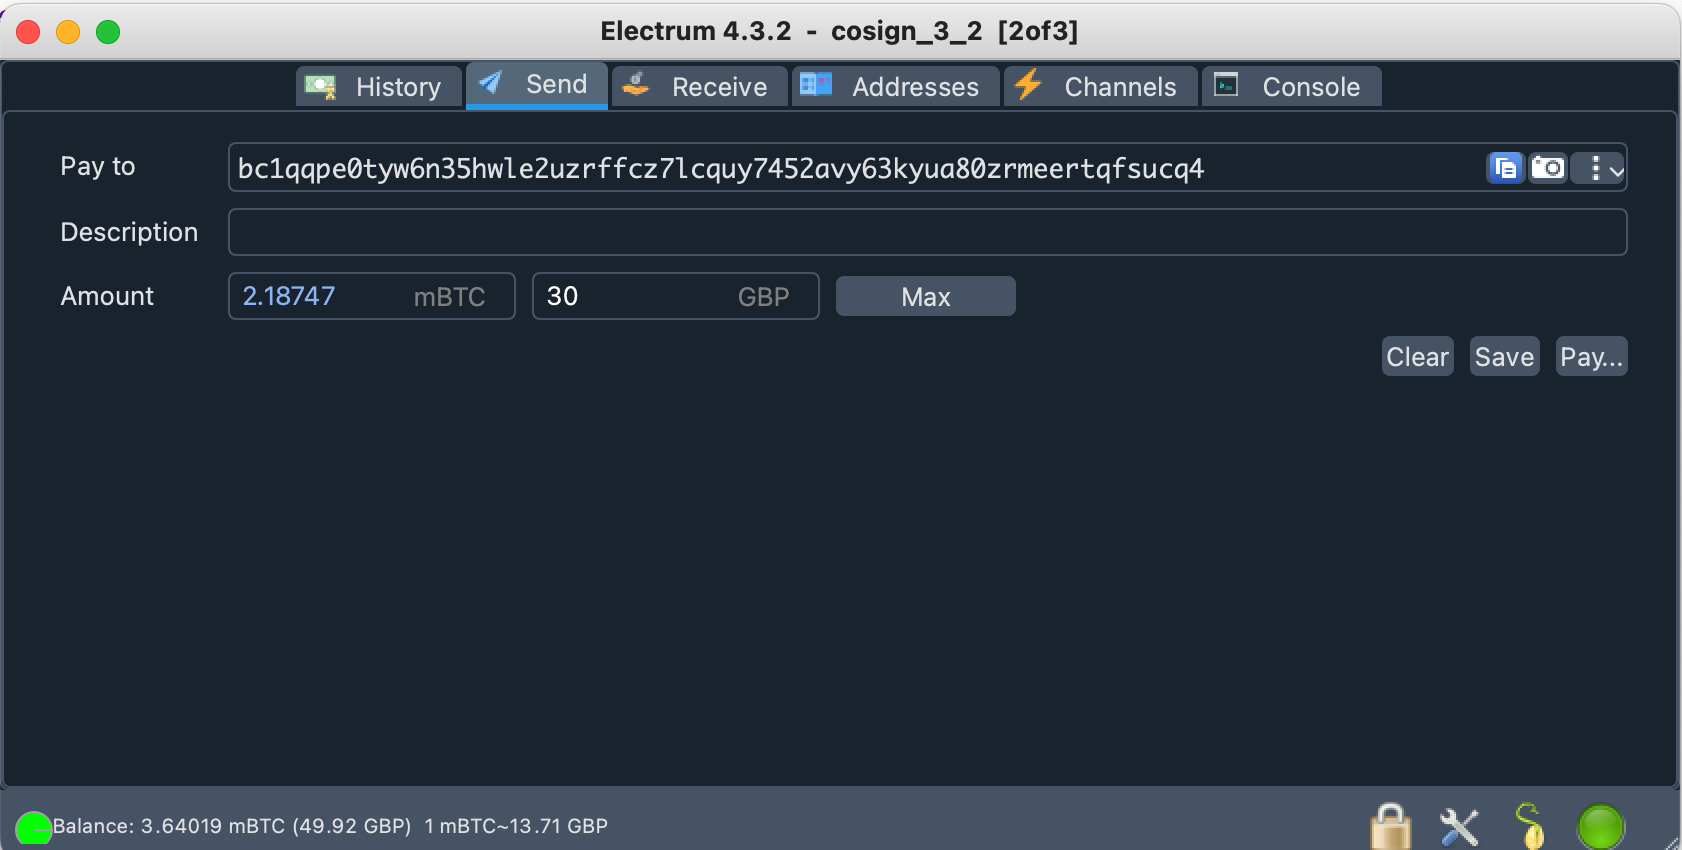 Electrum 4.3.2 - cosign_3_2 [2of3]
History Send Receive Addresses Channels Console
Pay to bc1qqpe0tyw6n35hwle2uzrffcz7lcquy7452avy63kyua80zrmeertqfsucq4
Description
Amount 2.18747 mBTC 30 GBP Max
Clear Save Pay...
Balance: 3.64019 mBTC (49.92 GBP) 1 mBTC~13.71 GBP